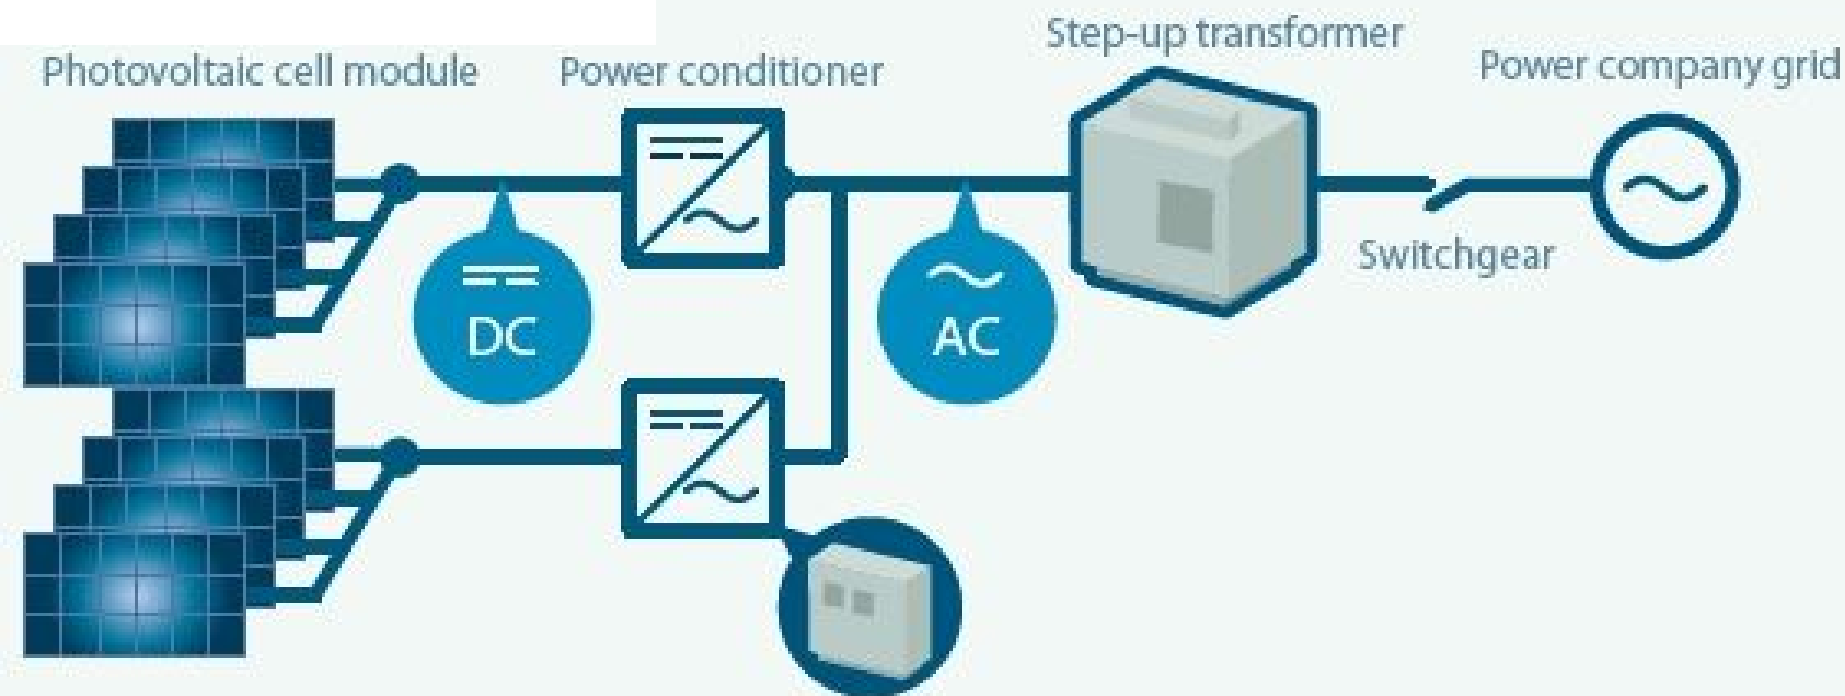 Step-up transformer
Photovoltaic cell module
Power conditioner
Power company grid
Switchgear
DC
AC